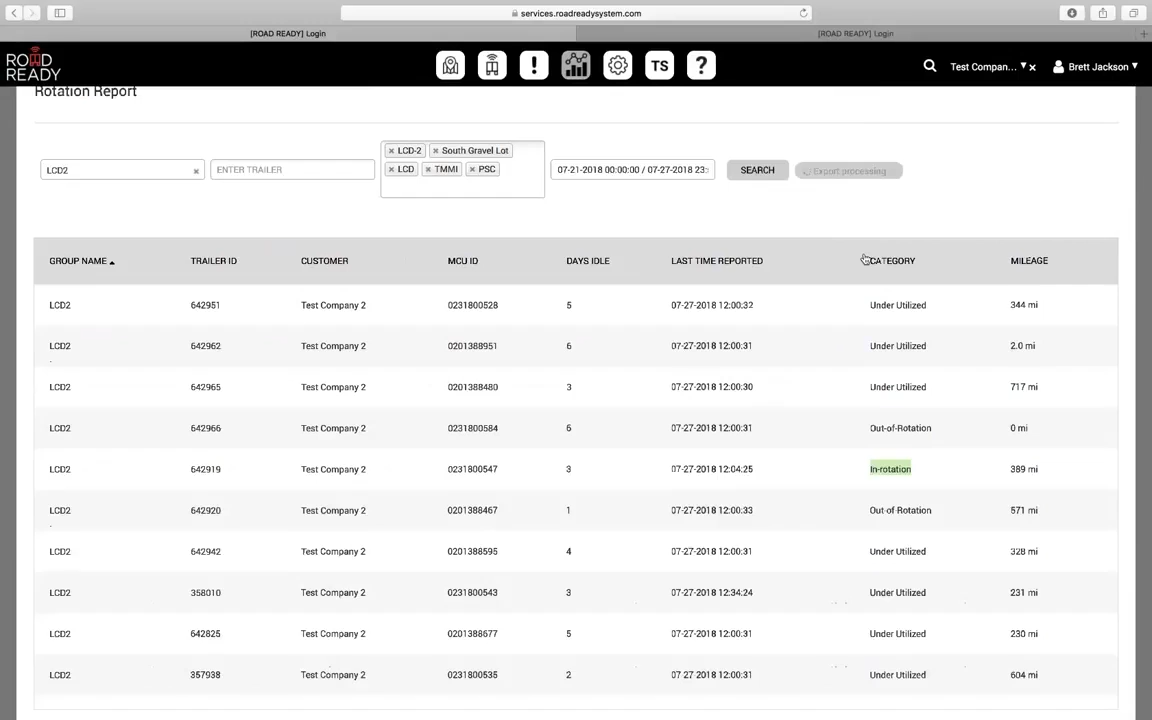 services.roadreadysystem.com
[ROAD READY] Login
[ROAD READY] Login
ROAD READY
!
TS
?
Test Compan...
Brett Jackson
Rotation Report
LCD2
ENTER TRAILER
LCD-2 South Gravel Lot
LCD TMMI PSC
07-21-2018 00:00:00 / 07-27-2018 23:
SEARCH
Export processing
GROUP NAME TRAILER ID CUSTOMER MCU ID DAYS IDLE LAST TIME REPORTED CATEGORY MILEAGE
LCD2 642951 Test Company 2 0231800528 5 07-27-2018 12:00:32 Under Utilized 344 mi
LCD2 642962 Test Company 2 0201388951 6 07-27-2018 12:00:31 Under Utilized 2.0 mi
LCD2 642965 Test Company 2 0201388480 3 07-27-2018 12:00:30 Under Utilized 717 mi
LCD2 642966 Test Company 2 0231800584 6 07-27-2018 12:00:31 Out-of-Rotation 0 mi
LCD2 642919 Test Company 2 0231800547 3 07-27-2018 12:04:25 In-rotation 389 mi
LCD2 642920 Test Company 2 0201388467 1 07-27-2018 12:00:33 Out-of-Rotation 571 mi
LCD2 642942 Test Company 2 0201388595 4 07-27-2018 12:00:31 Under Utilized 328 mi
LCD2 358010 Test Company 2 0231800543 3 07-27-2018 12:34:24 Under Utilized 231 mi
LCD2 642825 Test Company 2 0201388677 5 07-27-2018 12:00:31 Under Utilized 230 mi
LCD2 357938 Test Company 2 0231800535 2 07 27 2018 12:00:31 Under Utilized 604 mi